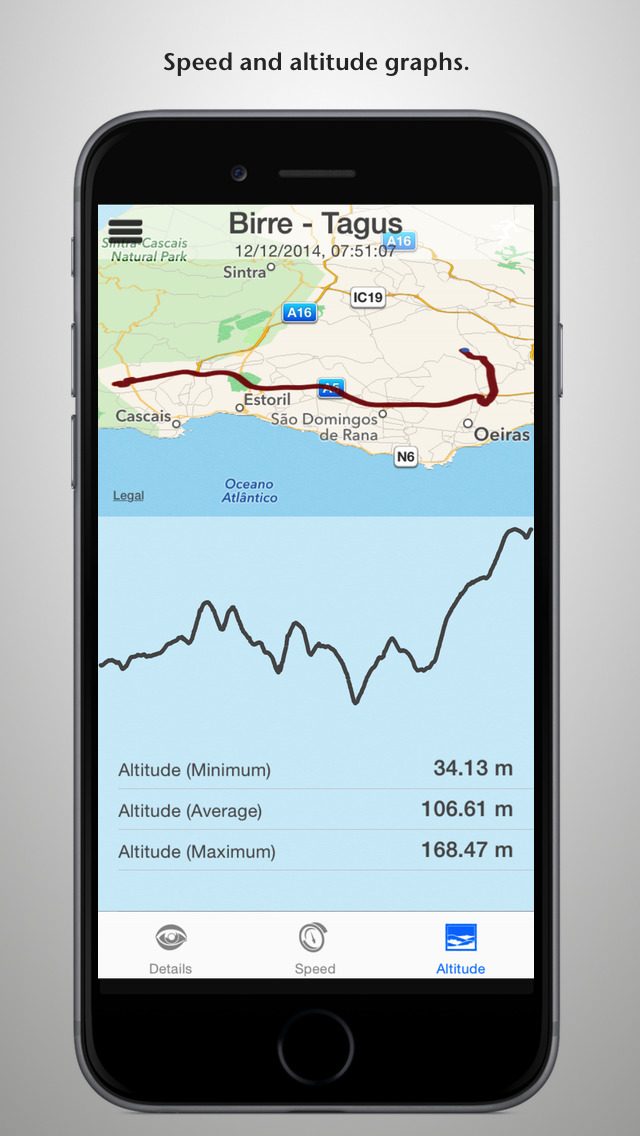 Speed and altitude graphs.
Birre - Tagus
12/12/2014, 07:51:07
A16
Sintra-Cascais
Natural Park
Sintra
IC19
A16
A5
Estoril
Cascais
São Domingos
de Rana
Oeiras
N6
Oceano
Atlântico
Legal
Altitude (Minimum) 34.13 m
Altitude (Average) 106.61 m
Altitude (Maximum) 168.47 m
Details Speed Altitude